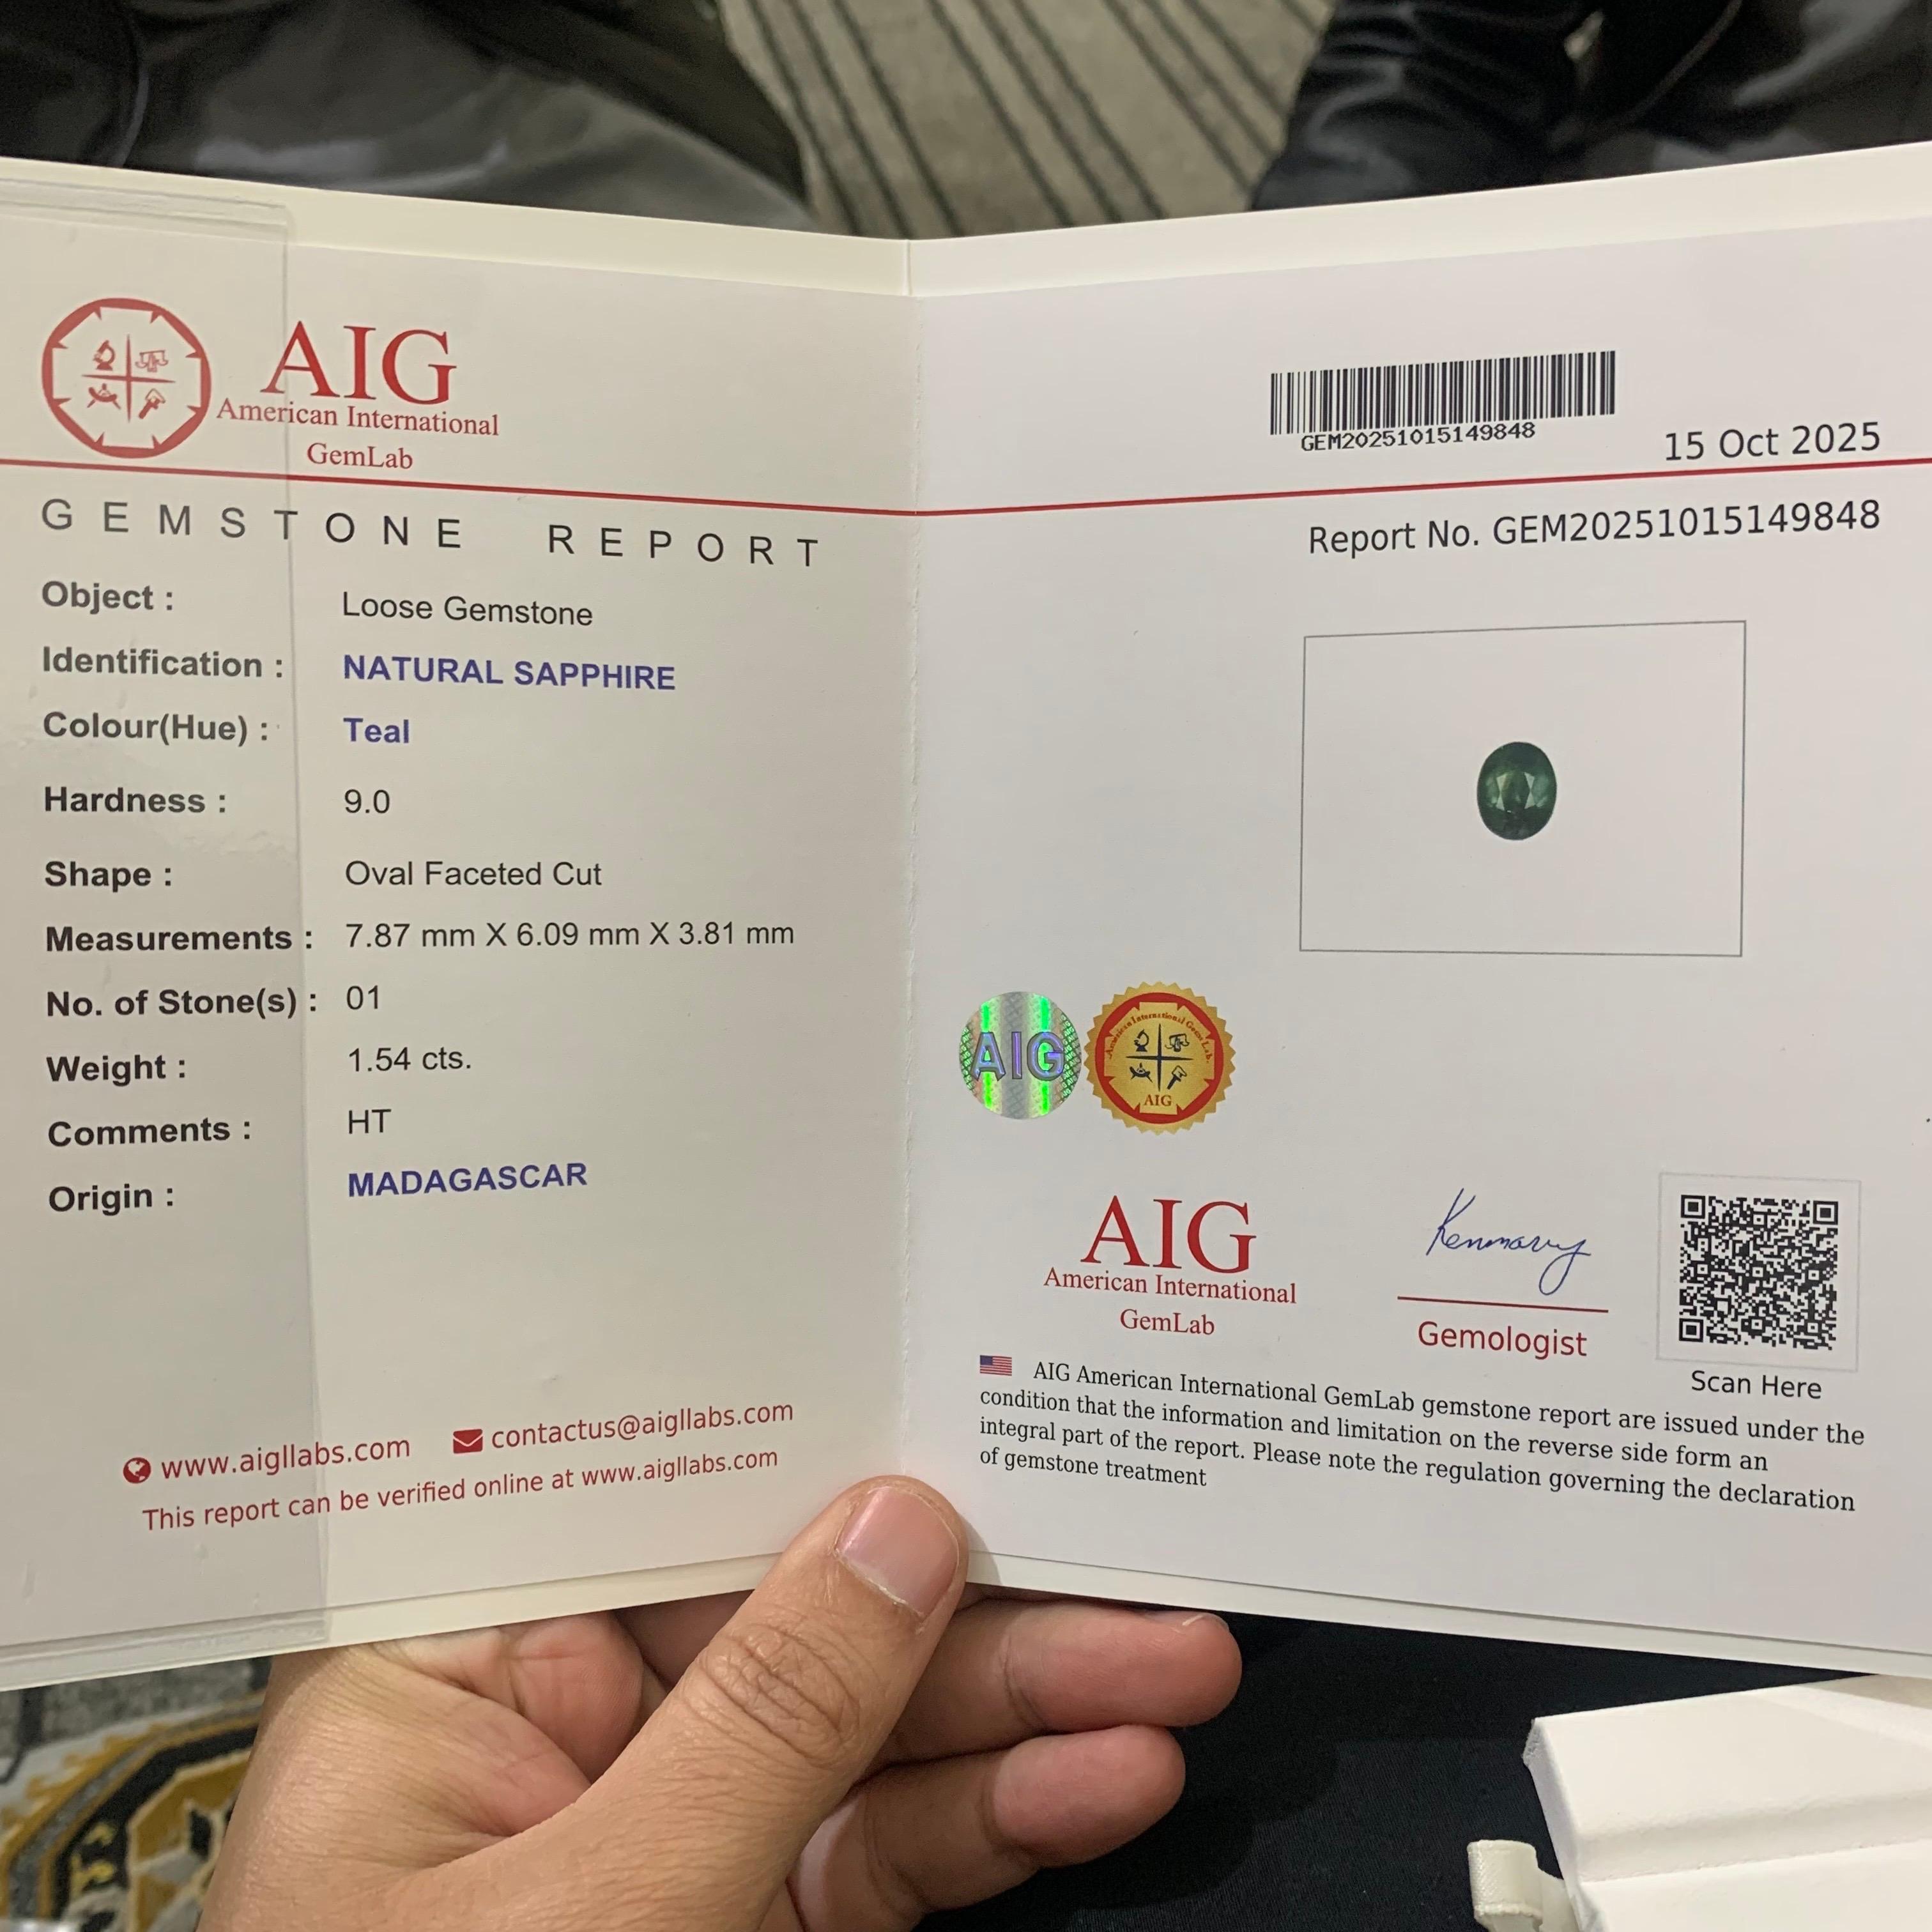 AIG
American International
GemLab
GEMSTONE REPORT
Object : Loose Gemstone
Identification : NATURAL SAPPHIRE
Colour(Hue) : Teal
Hardness : 9.0
Shape : Oval Faceted Cut
Measurements : 7.87 mm X 6.09 mm X 3.81 mm
No. of Stone(s) : 01
Weight : 1.54 cts.
Comments : HT
Origin : MADAGASCAR
www.aigllabs.com contactus@aigllabs.com
This report can be verified online at www.aigllabs.com
GEM20251015149848
15 Oct 2025
Report No. GEM20251015149848
AIG
American International Gems Lab.
AIG
AIG
American International
GemLab
Gemologist
Scan Here
AIG American International GemLab gemstone report are issued under the
condition that the information and limitation on the reverse side form an
integral part of the report. Please note the regulation governing the declaration
of gemstone treatment